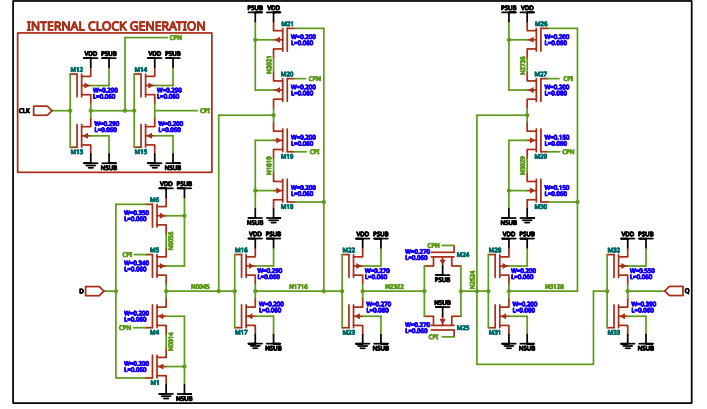 INTERNAL CLOCK GENERATION
CPN
VDD PSUB VDD PSUB
M12 M14
W=0.290
L=0.060
W=0.290
L=0.060
CLK
CPI
W=0.290
L=0.060
W=0.200
L=0.060
M13 M15
NSUB NSUB
PSUB VDD
M21
W=0.200
L=0.060
N2021
M20
CPN
W=0.200
L=0.060
W=0.200
L=0.060
M19
CPI
N1819
W=0.200
L=0.060
M18
NSUB
PSUB VDD
M26
W=0.200
L=0.060
N2726
M27
CPI
W=0.200
L=0.060
W=0.150
L=0.060
M29
CPN
N3029
W=0.150
L=0.060
M30
NSUB
VDD PSUB
M6
W=0.350
L=0.060
N0506
M5
CPI
W=0.340
L=0.060
D
N0045
W=0.200
L=0.060
CPN
M4
N0014
W=0.200
L=0.060
M1
NSUB
VDD PSUB
M16
W=0.290
L=0.060
N1716
W=0.200
L=0.060
M17
NSUB
VDD PSUB
M22
W=0.270
L=0.060
N2322
W=0.270
L=0.060
M23
NSUB
CPN
W=0.270
L=0.060
M24
PSUB
NSUB
W=0.270
L=0.060
M25
CPI
N2524
VDD PSUB
M28
W=0.200
L=0.060
N3128
W=0.200
L=0.060
M31
NSUB
VDD PSUB
M32
W=0.550
L=0.060
Q
W=0.390
L=0.060
M33
NSUB